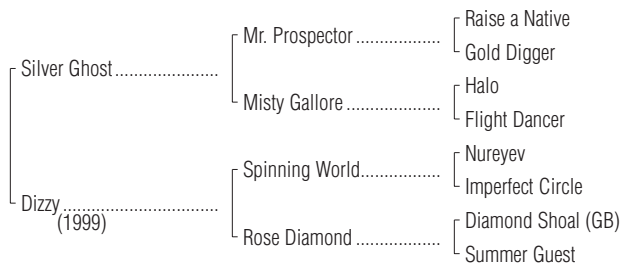 Raise a Native
Mr. Prospector ..................
Gold Digger
Silver Ghost ......................
Halo
Misty Gallore ....................
Flight Dancer
Nureyev
Spinning World.................
Imperfect Circle
Dizzy .................................
(1999)
Diamond Shoal (GB)
Rose Diamond ..................
Summer Guest